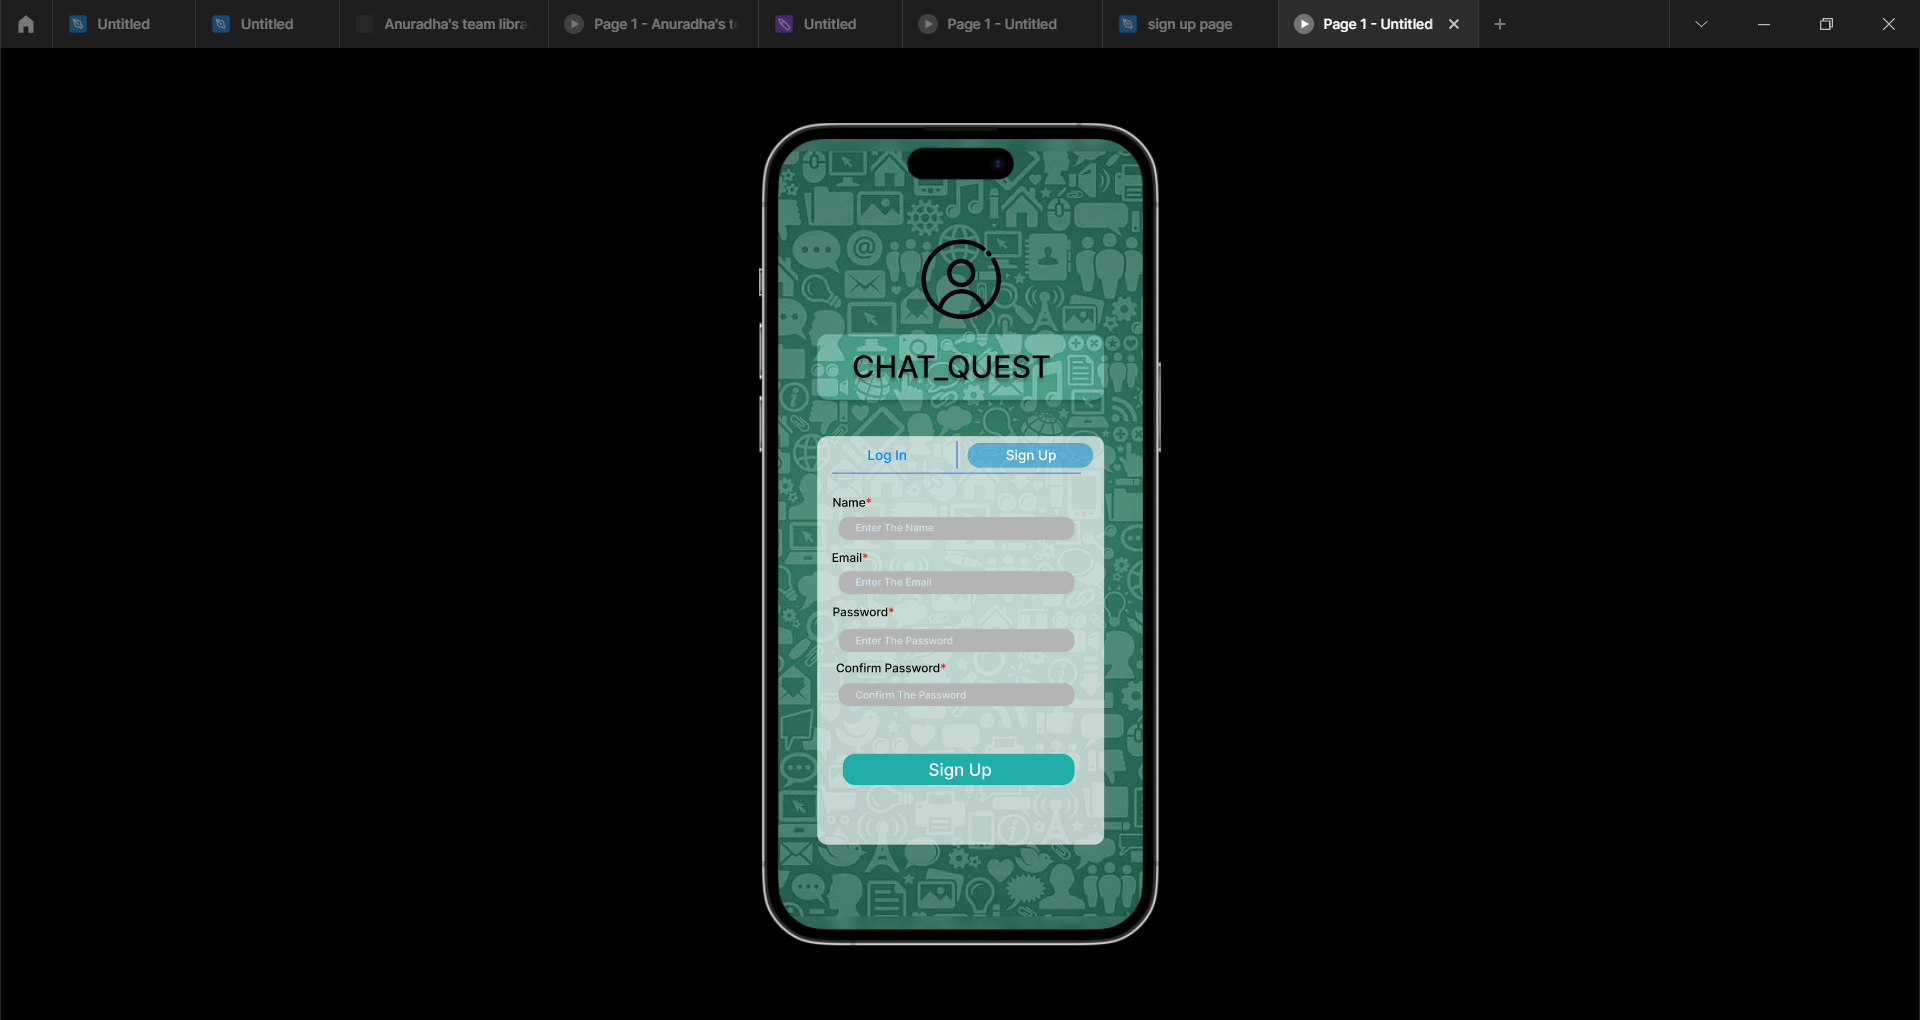 Untitled
Untitled
Anuradha's team libra
Page 1 - Anuradha's te
Untitled
Page 1 - Untitled
sign up page
Page 1 - Untitled
CHAT_QUEST
Log In
Sign Up
Name*
Enter The Name
Email*
Enter The Email
Password*
Enter The Password
Confirm Password*
Confirm The Password
Sign Up